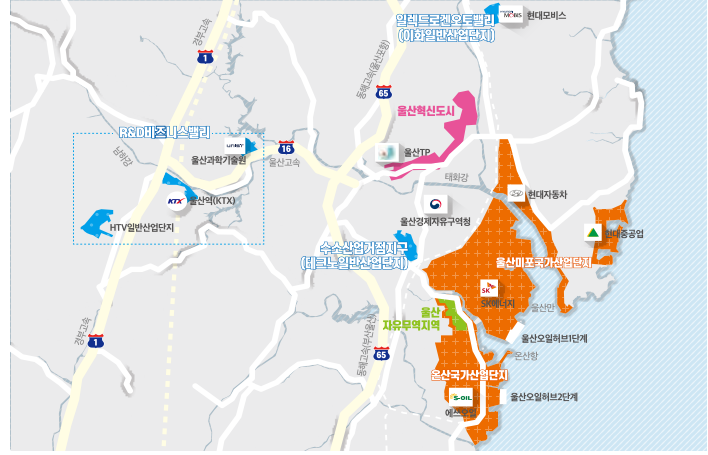 일렉드로겐오토밸리
(이화일반산업단지)
MOBIS
현대모비스
경부고속
1
동해고속(울산포항)
65
울산혁신도시
R&D비즈니스밸리
UNIST
울산과학기술원
16
울산고속
울산TP
태화강
KTX
울산역(KTX)
현대자동차
HTV일반산업단지
울산경제자유구역청
현대중공업
수소산업거점지구
(테크노일반산업단지)
울산미포국가산업단지
SK
SK에너지
울산만
울산
자유무역지역
경부고속
1
동해고속(부산울산)
65
울산오일허브1단계
온산항
온산국가산업단지
S-OIL
에쓰오일
울산오일허브2단계